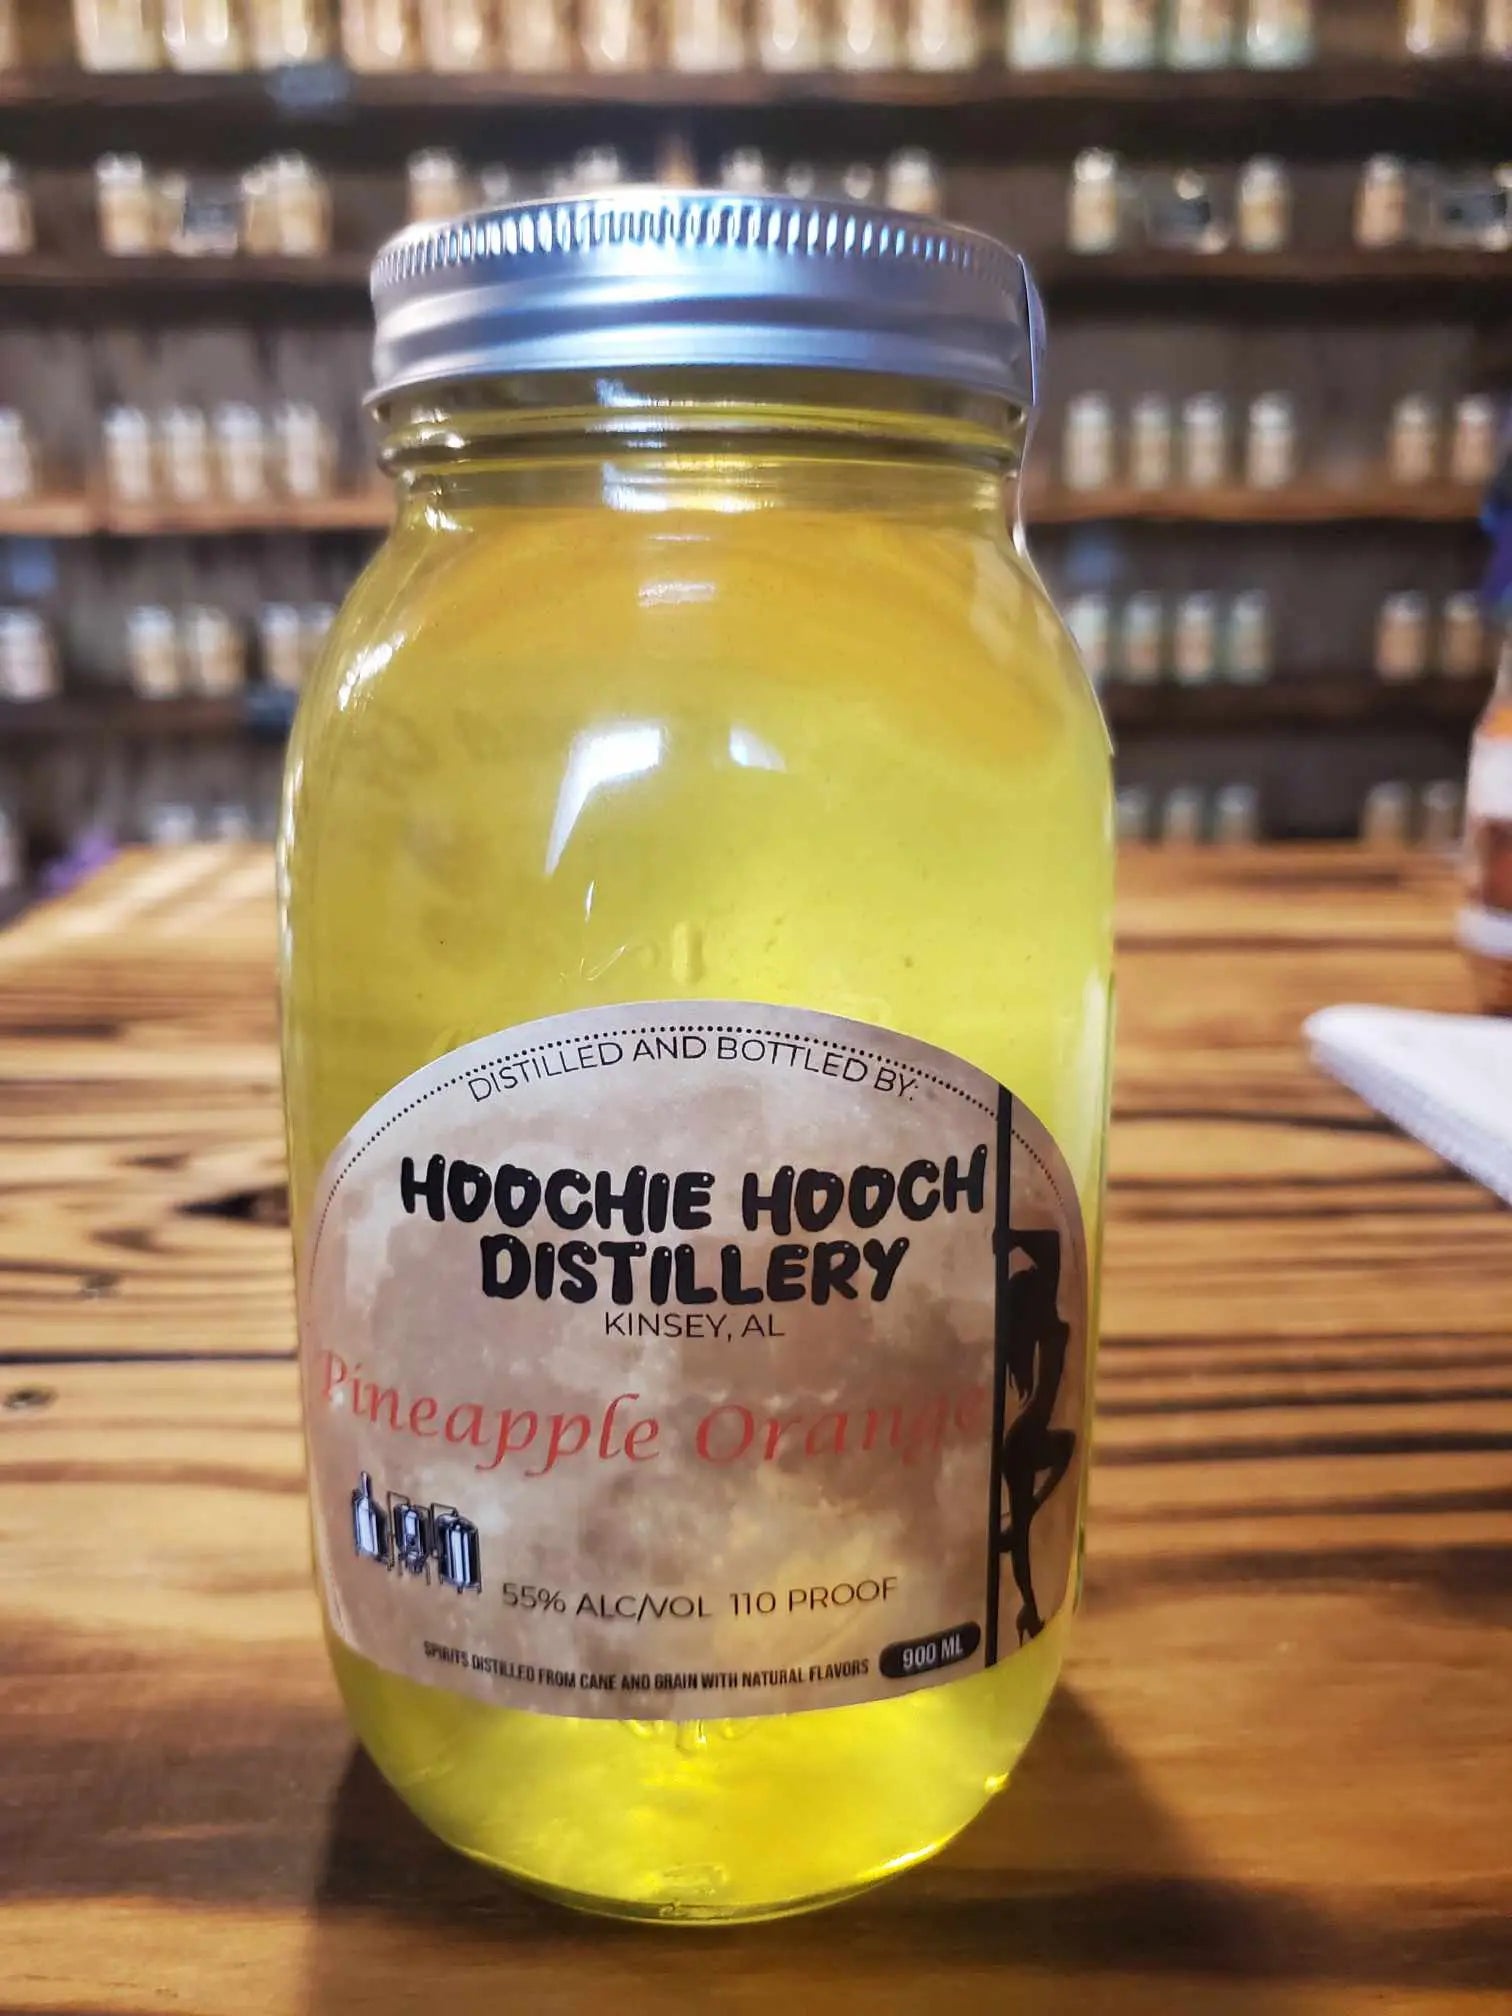 DISTILLED AND BOTTLED BY:
HOOCHIE HOOCH
DISTILLERY
KINSEY, AL
Pineapple Orange
55% ALC/VOL 110 PROOF
SPIRITS DISTILLED FROM CANE AND GRAIN WITH NATURAL FLAVORS
900 ML